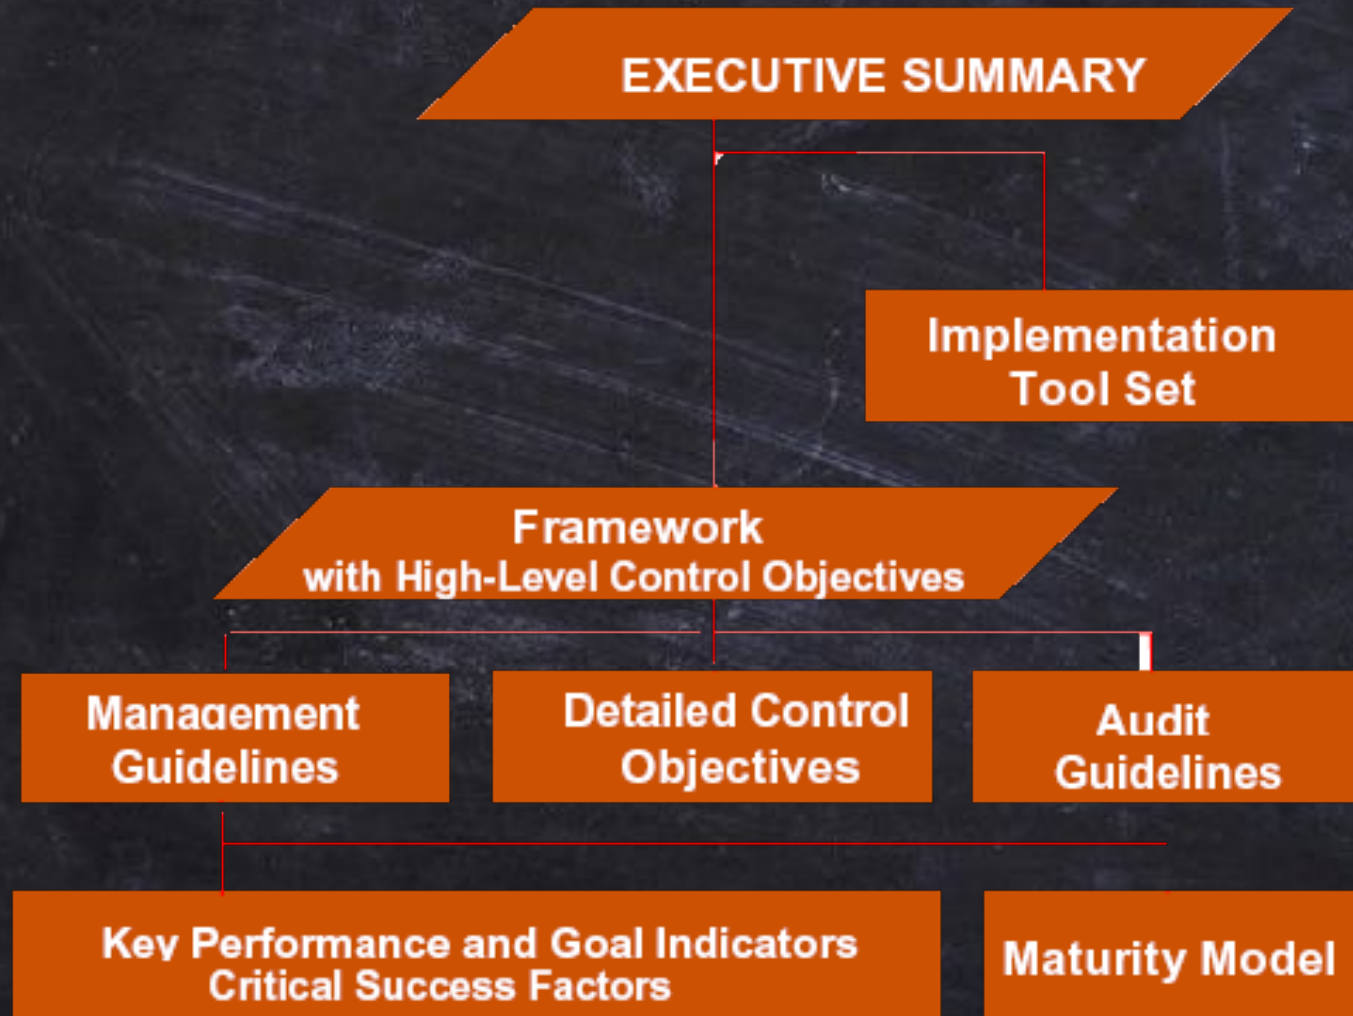 EXECUTIVE SUMMARY
Implementation
Tool Set
Framework
with High-Level Control Objectives
Management
Guidelines
Detailed Control
Objectives
Audit
Guidelines
Key Performance and Goal Indicators
Critical Success Factors
Maturity Model